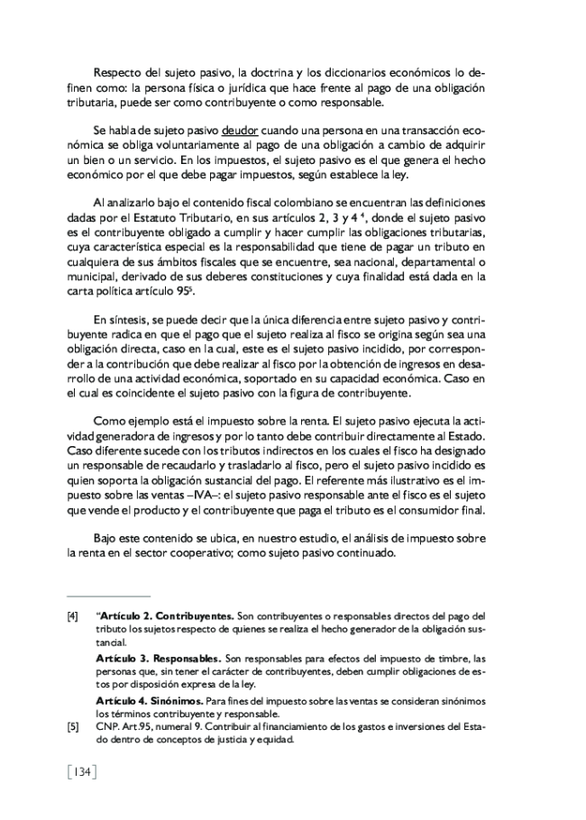 Respecto del sujeto pasivo, la doctrina y los diccionarios económicos lo de-
finen como: la persona física o jurídica que hace frente al pago de una obligación
tributaria, puede ser como contribuyente o como responsable.
Se habla de sujeto pasivo deudor cuando una persona en una transacción eco-
nómica se obliga voluntariamente al pago de una obligación a cambio de adquirir
un bien o un servicio. En los impuestos, el sujeto pasivo es el que genera el hecho
económico por el que debe pagar impuestos, según establece la ley.
Al analizarlo bajo el contenido fiscal colombiano se encuentran las definiciones
dadas por el Estatuto Tributario, en sus artículos 2, 3 y 4 ⁴, donde el sujeto pasivo
es el contribuyente obligado a cumplir y hacer cumplir las obligaciones tributarias,
cuya característica especial es la responsabilidad que tiene de pagar un tributo en
cualquiera de sus ámbitos fiscales que se encuentre, sea nacional, departamental o
municipal, derivado de sus deberes constituciones y cuya finalidad está dada en la
carta política artículo 95⁵.
En síntesis, se puede decir que la única diferencia entre sujeto pasivo y contri-
buyente radica en que el pago que el sujeto realiza al fisco se origina según sea una
obligación directa, caso en la cual, este es el sujeto pasivo incidido, por correspon-
der a la contribución que debe realizar al fisco por la obtención de ingresos en desa-
rrollo de una actividad económica, soportado en su capacidad económica. Caso en
el cual es coincidente el sujeto pasivo con la figura de contribuyente.
Como ejemplo está el impuesto sobre la renta. El sujeto pasivo ejecuta la acti-
vidad generadora de ingresos y por lo tanto debe contribuir directamente al Estado.
Caso diferente sucede con los tributos indirectos en los cuales el fisco ha designado
un responsable de recaudarlo y trasladarlo al fisco, pero el sujeto pasivo incidido es
quien soporta la obligación sustancial del pago. El referente más ilustrativo es el im-
puesto sobre las ventas –IVA–: el sujeto pasivo responsable ante el fisco es el sujeto
que vende el producto y el contribuyente que paga el tributo es el consumidor final.
Bajo este contenido se ubica, en nuestro estudio, el análisis de impuesto sobre
la renta en el sector cooperativo; como sujeto pasivo continuado.
[4] “Artículo 2. Contribuyentes. Son contribuyentes o responsables directos del pago del
tributo los sujetos respecto de quienes se realiza el hecho generador de la obligación sus-
tancial.
Artículo 3. Responsables. Son responsables para efectos del impuesto de timbre, las
personas que, sin tener el carácter de contribuyentes, deben cumplir obligaciones de es-
tos por disposición expresa de la ley.
Artículo 4. Sinónimos. Para fines del impuesto sobre las ventas se consideran sinónimos
los términos contribuyente y responsable.
[5] CNP. Art.95, numeral 9. Contribuir al financiamiento de los gastos e inversiones del Esta-
do dentro de conceptos de justicia y equidad.
[134]